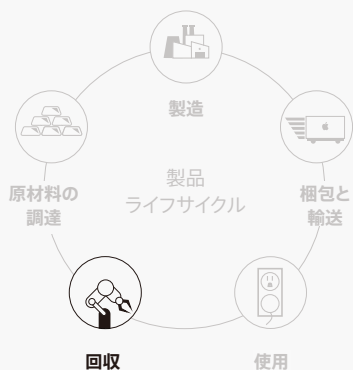 製造
原材料の
調達
製品
ライフサイクル
梱包と
輸送
回収
使用